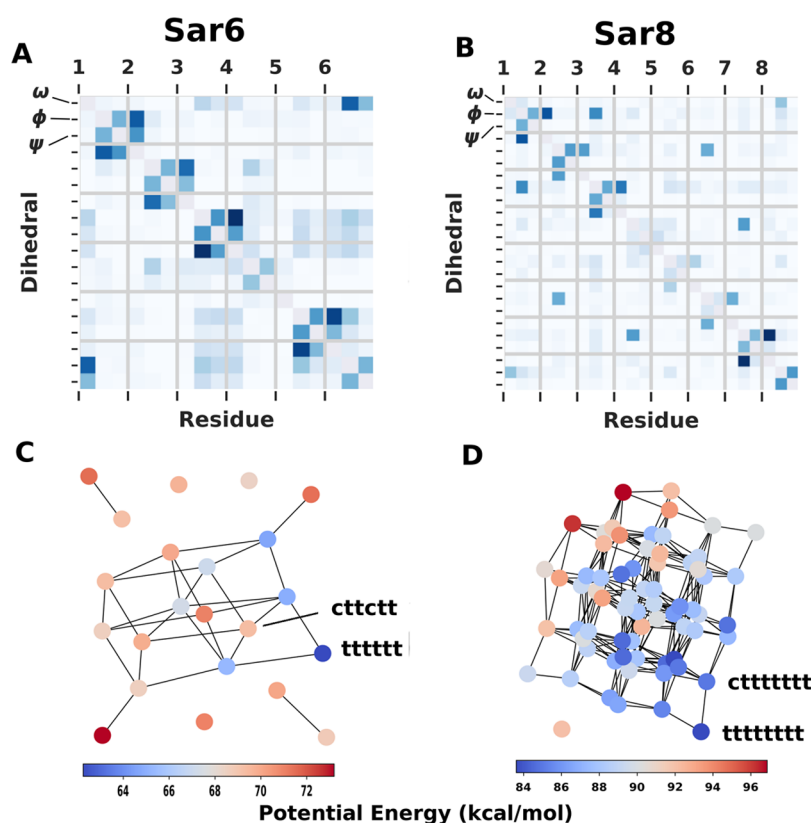 Sar6
Sar8
A
B
1 2 3 4 5 6
1 2 3 4 5 6 7 8
ω
ϕ
ψ
ω
ϕ
ψ
Dihedral
Dihedral
Residue
Residue
C
D
cttctt
tttttt
cttttttt
tttttttt
64 66 68 70 72
84 86 88 90 92 94 96
Potential Energy (kcal/mol)